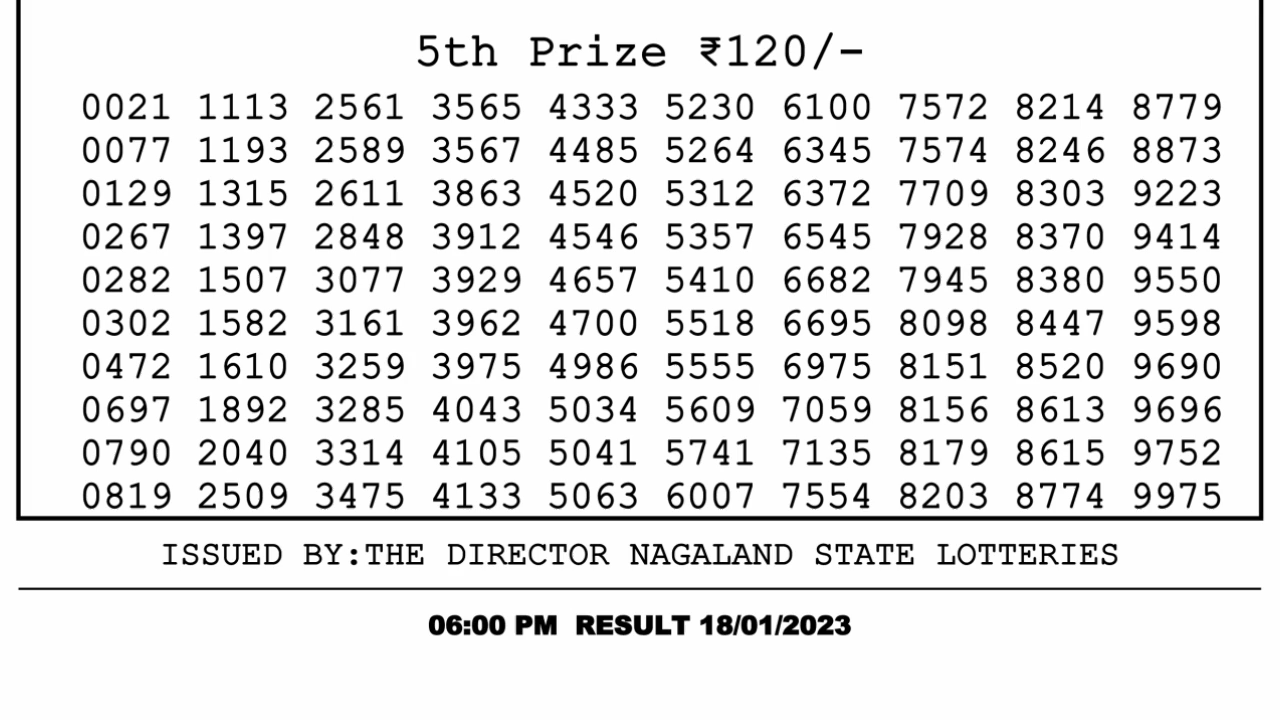 5th Prize ₹120/-
0021 1113 2561 3565 4333 5230 6100 7572 8214 8779
0077 1193 2589 3567 4485 5264 6345 7574 8246 8873
0129 1315 2611 3863 4520 5312 6372 7709 8303 9223
0267 1397 2848 3912 4546 5357 6545 7928 8370 9414
0282 1507 3077 3929 4657 5410 6682 7945 8380 9550
0302 1582 3161 3962 4700 5518 6695 8098 8447 9598
0472 1610 3259 3975 4986 5555 6975 8151 8520 9690
0697 1892 3285 4043 5034 5609 7059 8156 8613 9696
0790 2040 3314 4105 5041 5741 7135 8179 8615 9752
0819 2509 3475 4133 5063 6007 7554 8203 8774 9975
ISSUED BY:THE DIRECTOR NAGALAND STATE LOTTERIES
06:00 PM RESULT 18/01/2023